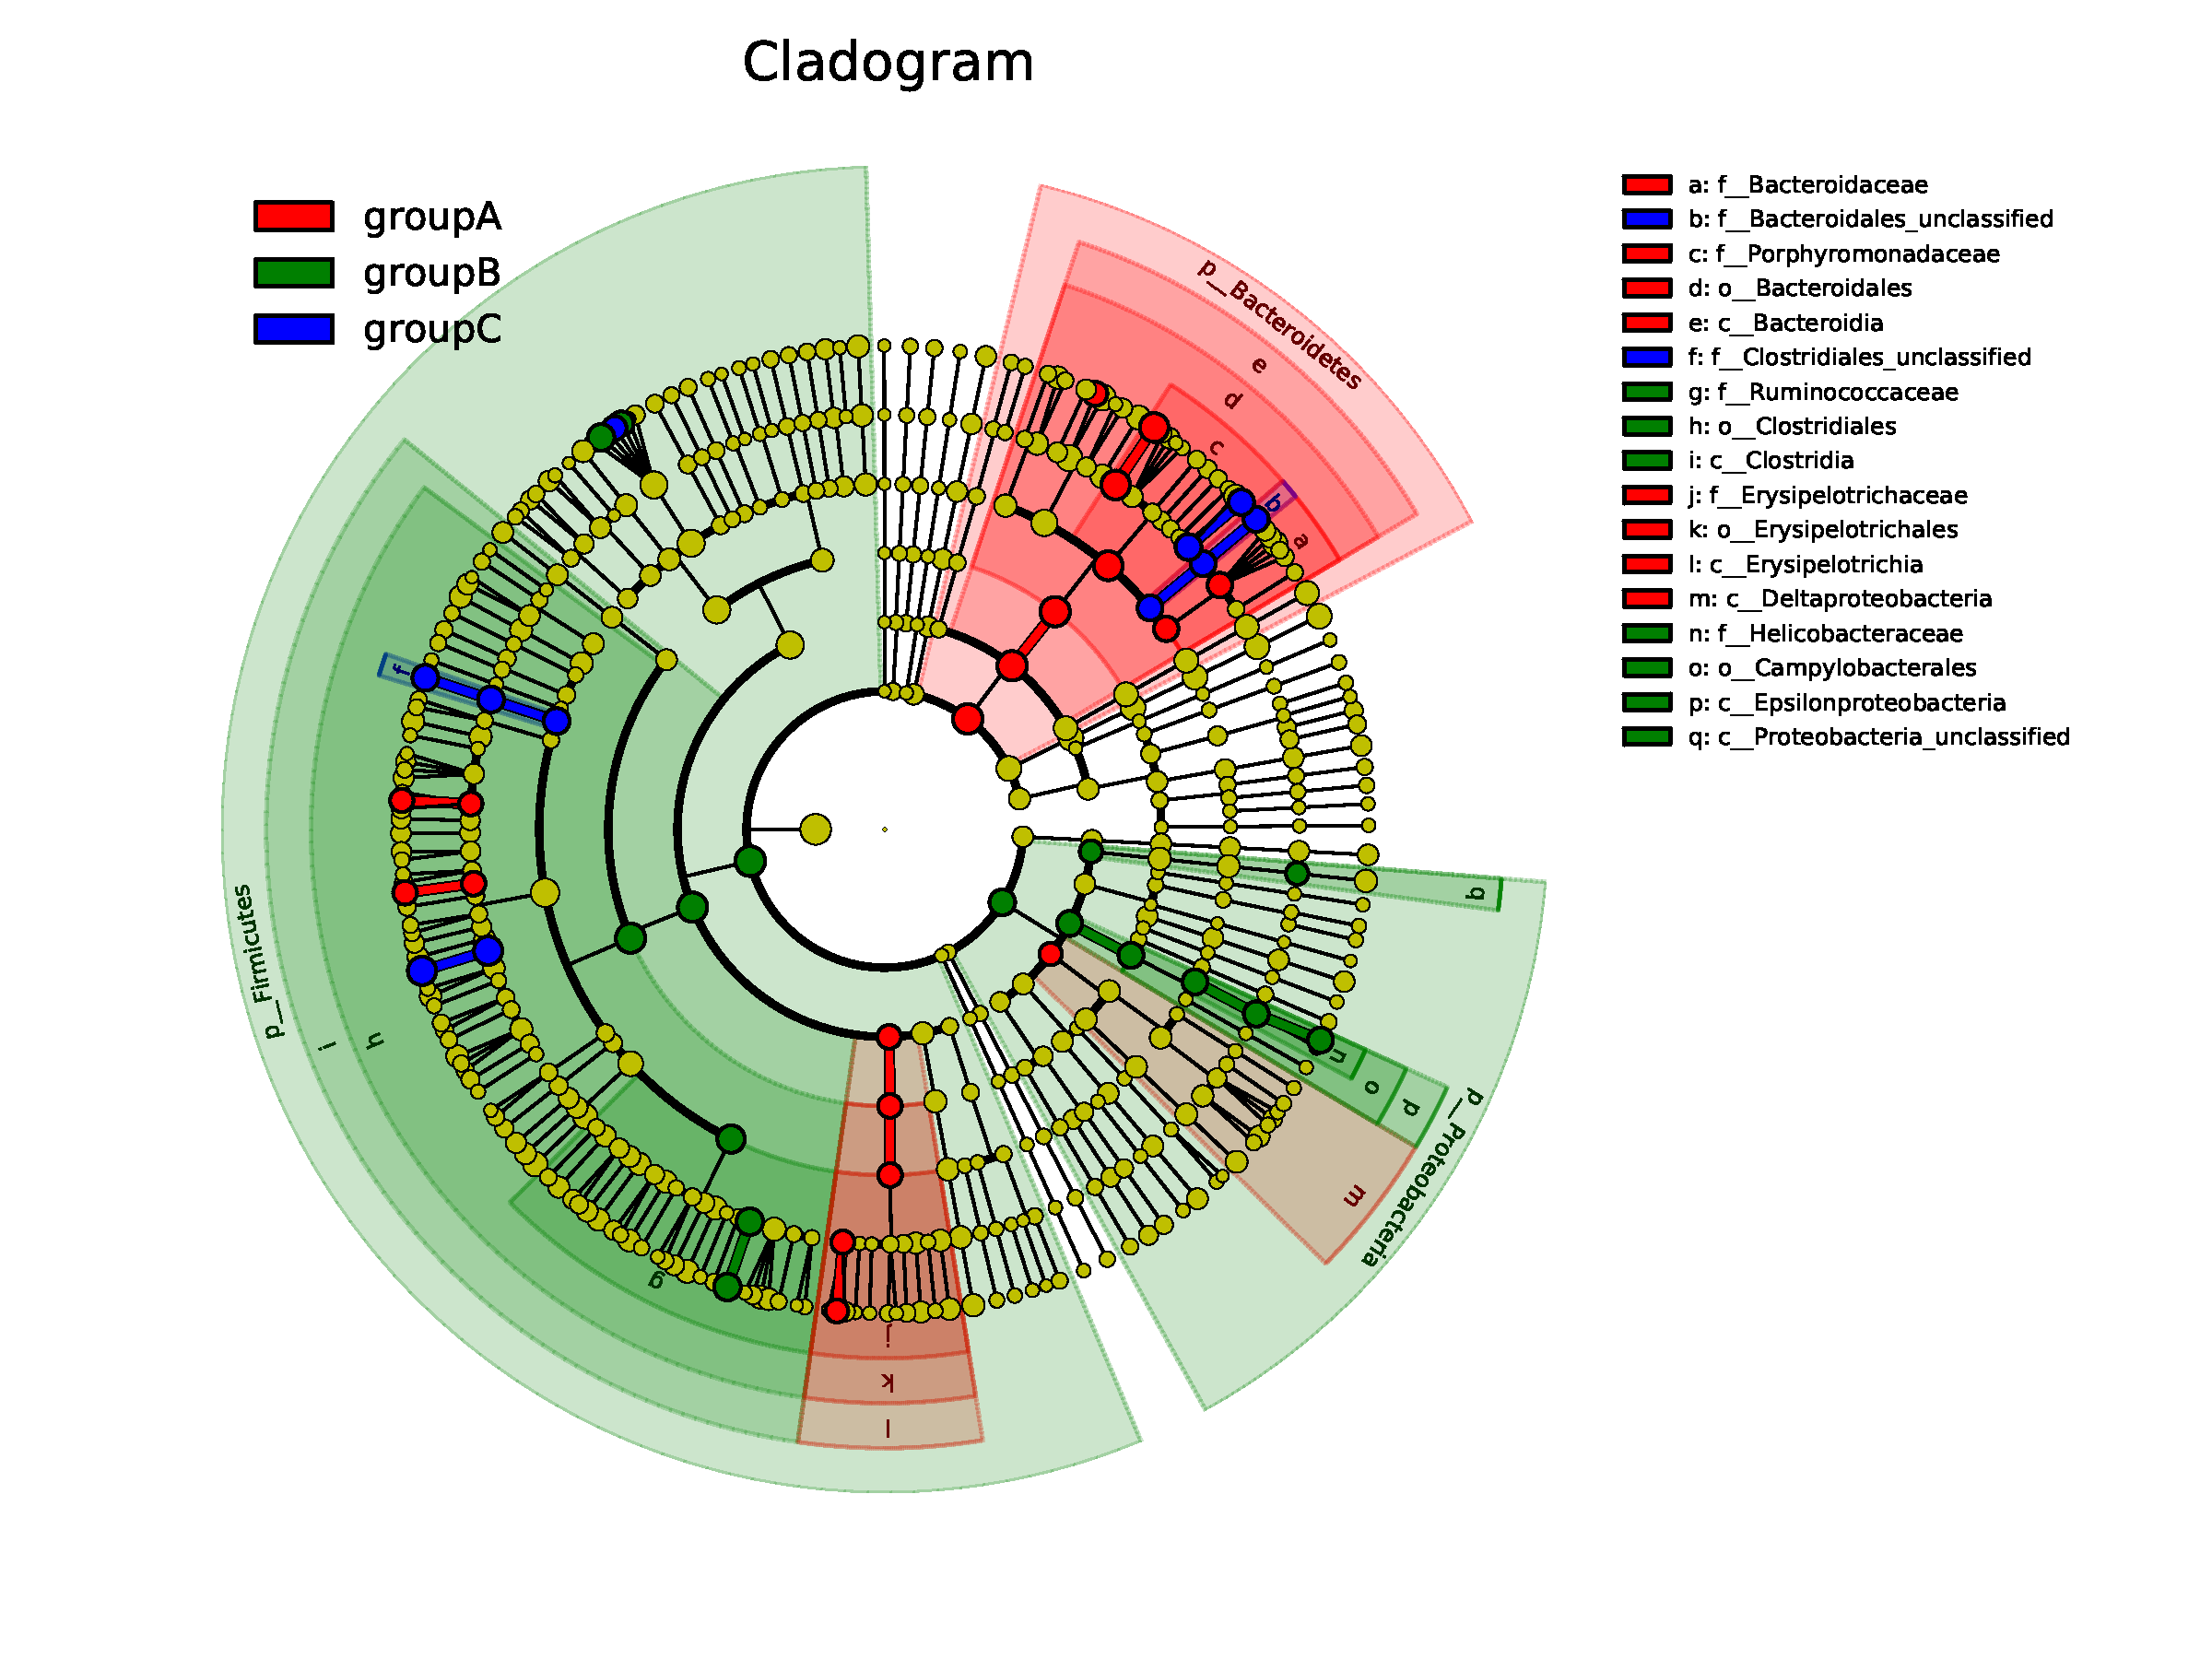 Cladogram
groupA
groupB
groupC
a: f__Bacteroidaceae
b: f__Bacteroidales_unclassified
c: f__Porphyromonadaceae
d: o__Bacteroidales
e: c__Bacteroidia
f: f__Clostridiales_unclassified
g: f__Ruminococcaceae
h: o__Clostridiales
i: c__Clostridia
j: f__Erysipelotrichaceae
k: o__Erysipelotrichales
l: c__Erysipelotrichia
m: c__Deltaproteobacteria
n: f__Helicobacteraceae
o: o__Campylobacterales
p: c__Epsilonproteobacteria
q: c__Proteobacteria_unclassified
p__Bacteroidetes
e
d
c
b
a
f
q
p__Firmicutes
i
h
n
o
p
p__Proteobacteria
m
g
j
k
l